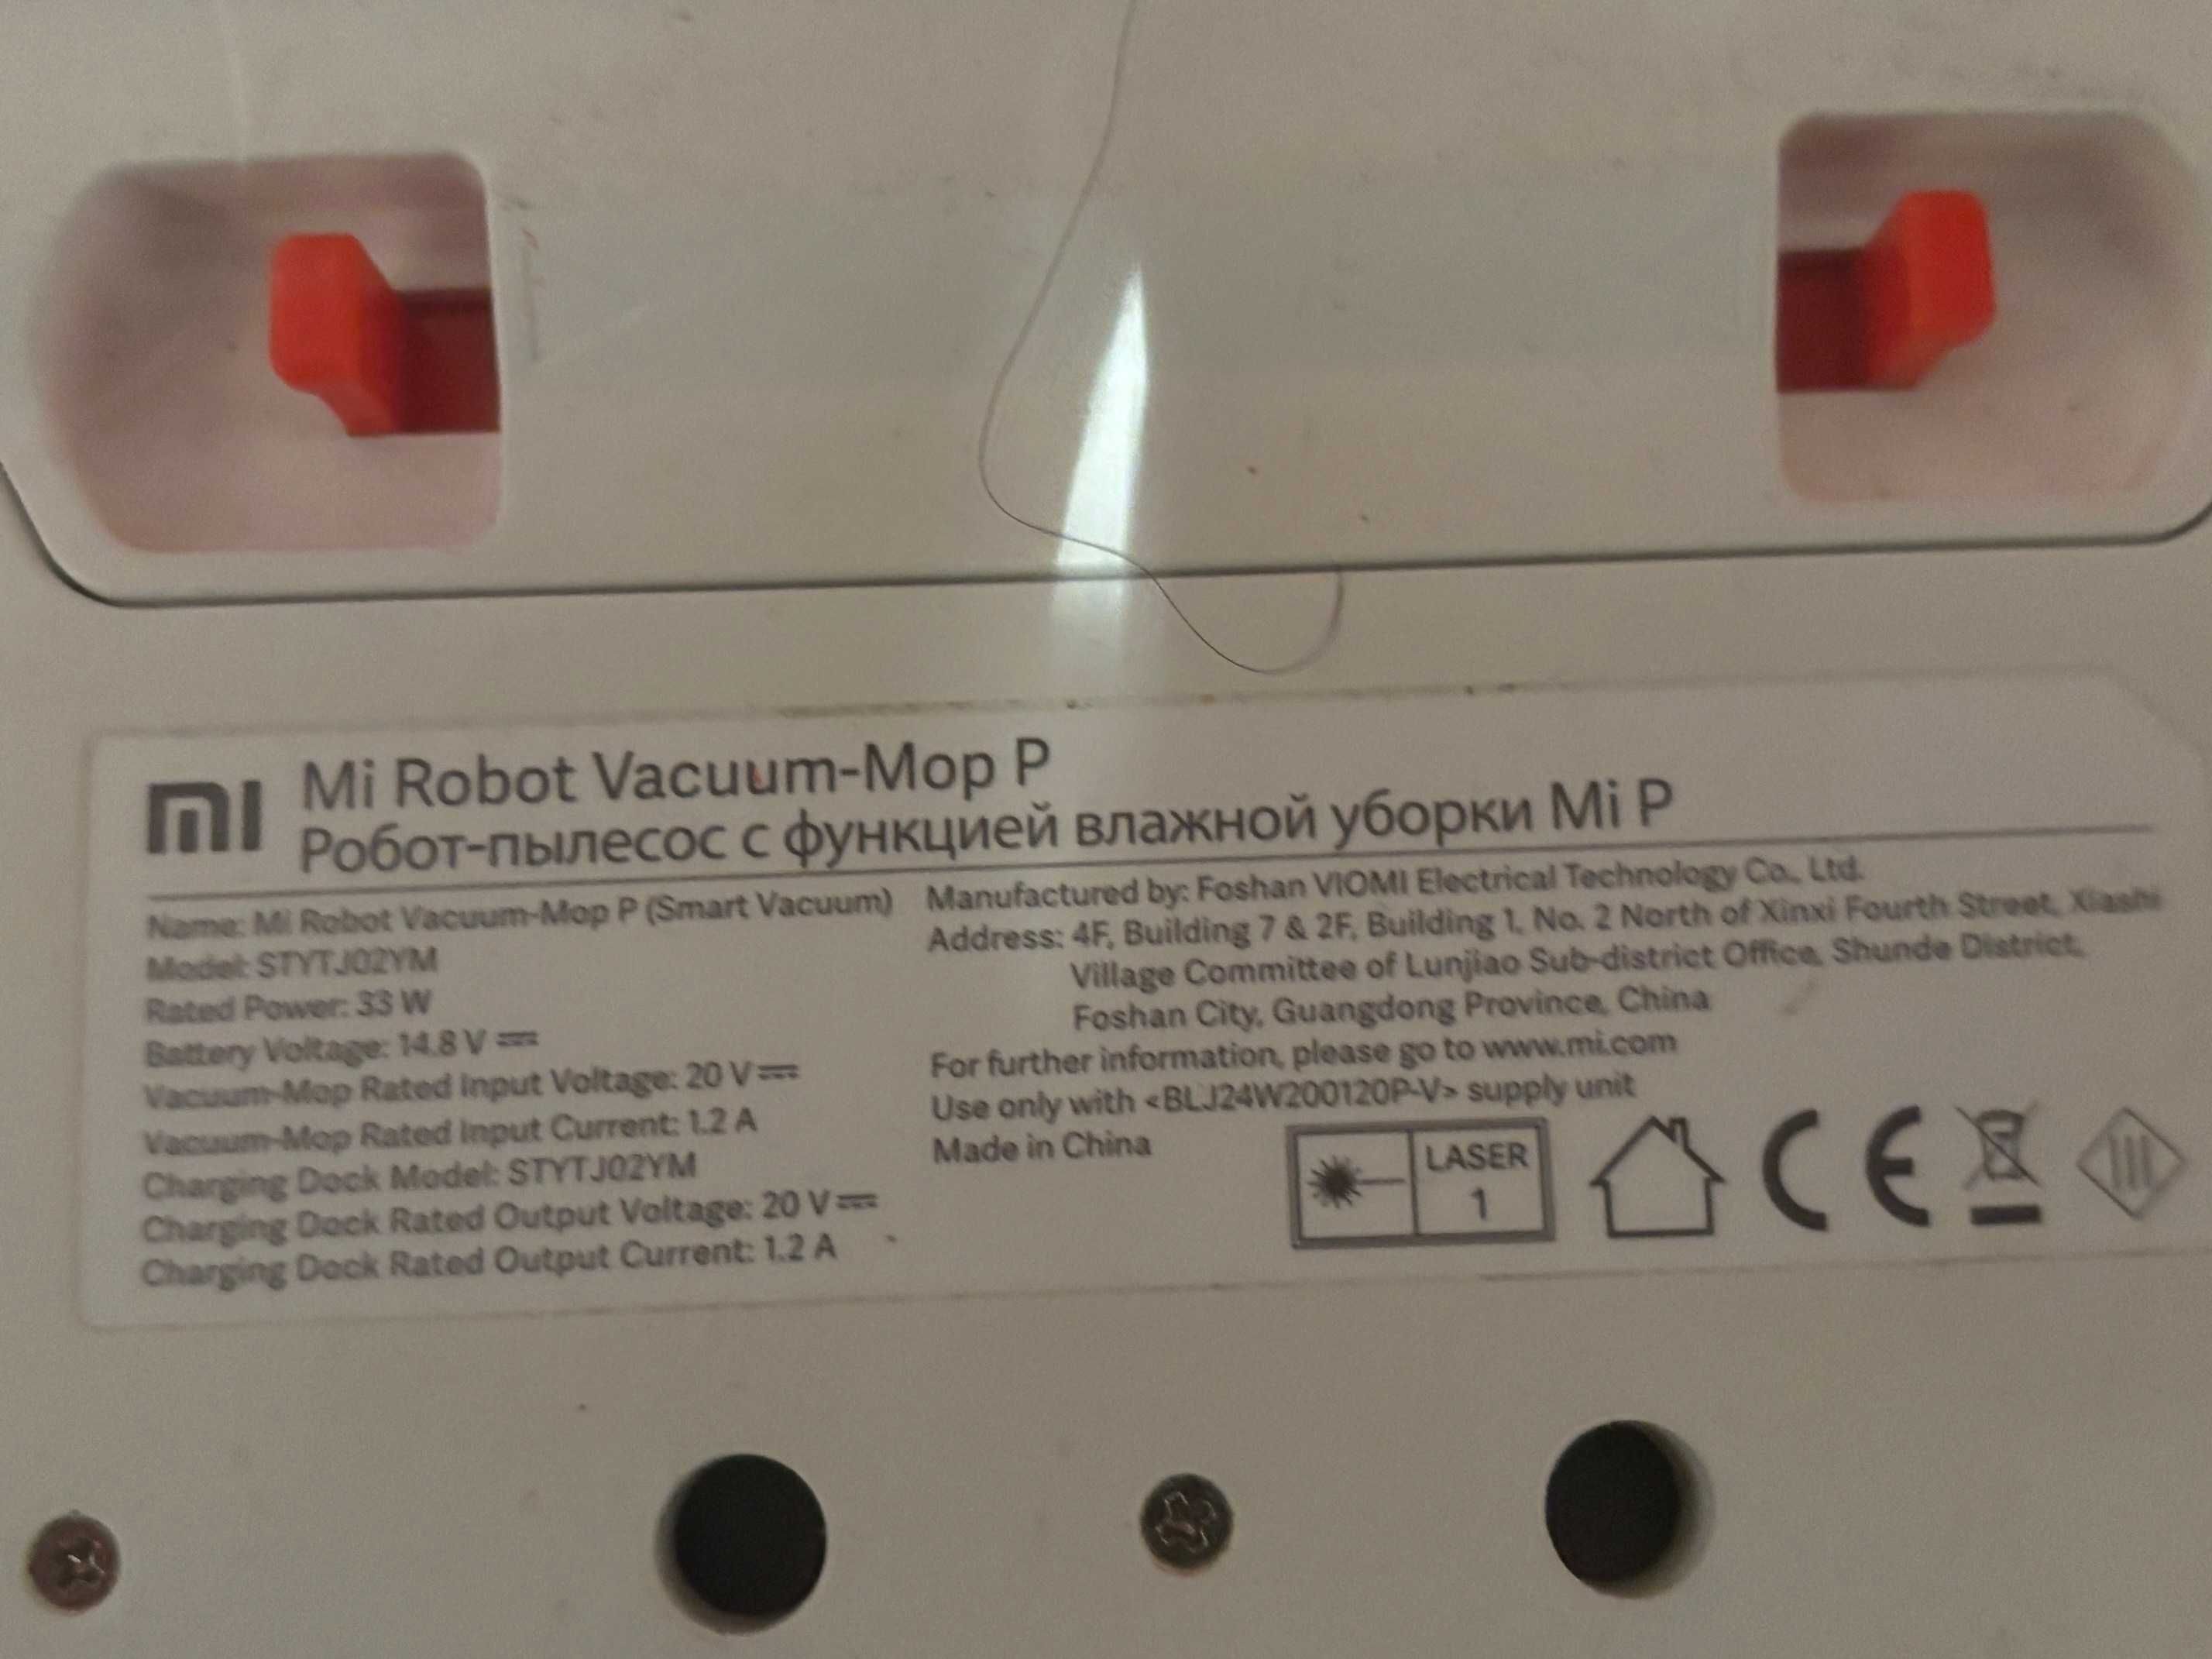 mi
Mi Robot Vacuum-Mop P
Робот-пылесос с функцией влажной уборки Mi P
Name: Mi Robot Vacuum-Mop P (Smart Vacuum)
Model: STYTJ02YM
Rated Power: 33 W
Battery Voltage: 14.8 V ⎓
Vacuum-Mop Rated Input Voltage: 20 V ⎓
Vacuum-Mop Rated Input Current: 1.2 A
Charging Dock Model: STYTJ02YM
Charging Dock Rated Output Voltage: 20 V ⎓
Charging Dock Rated Output Current: 1.2 A
Manufactured by: Foshan VIOMI Electrical Technology Co., Ltd.
Address: 4F, Building 7 & 2F, Building 1, No. 2 North of Xinxi Fourth Street, Xiashi
Village Committee of Lunjiao Sub-district Office, Shunde District,
Foshan City, Guangdong Province, China
For further information, please go to www.mi.com
Use only with <BLJ24W200120P-V> supply unit
Made in China
LASER
1
CE